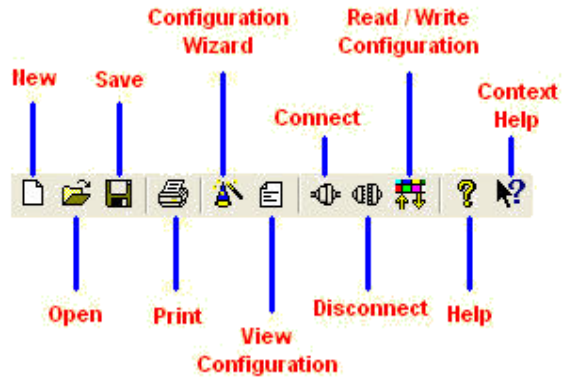 Configuration
Wizard
Read / Write
Configuration
New
Save
Connect
Context
Help
Open
Print
View
Configuration
Disconnect
Help